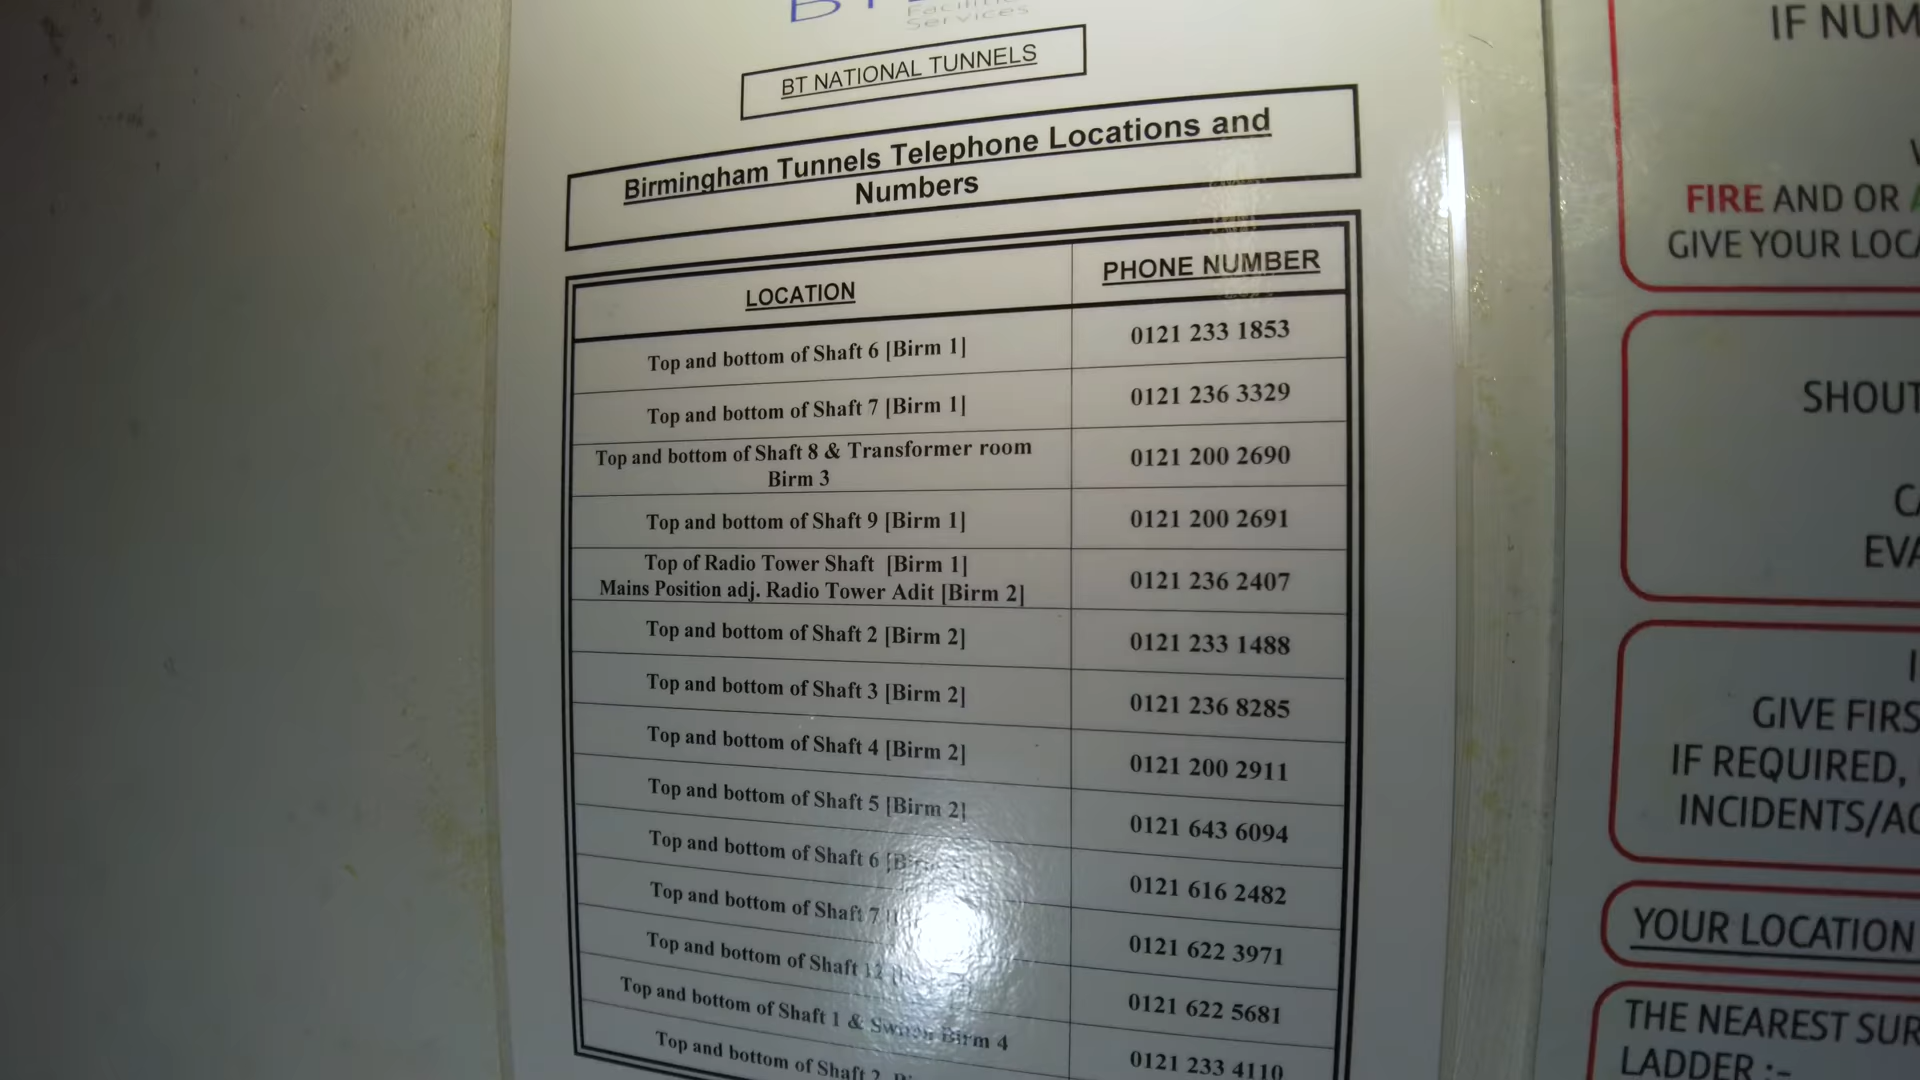 Services
BT NATIONAL TUNNELS
Birmingham Tunnels Telephone Locations and
Numbers
LOCATION PHONE NUMBER
Top and bottom of Shaft 6 [Birm 1] 0121 233 1853
Top and bottom of Shaft 7 [Birm 1] 0121 236 3329
Top and bottom of Shaft 8 & Transformer room
Birm 3 0121 200 2690
Top and bottom of Shaft 9 [Birm 1] 0121 200 2691
Top of Radio Tower Shaft [Birm 1]
Mains Position adj. Radio Tower Adit [Birm 2] 0121 236 2407
Top and bottom of Shaft 2 [Birm 2] 0121 233 1488
Top and bottom of Shaft 3 [Birm 2] 0121 236 8285
Top and bottom of Shaft 4 [Birm 2] 0121 200 2911
Top and bottom of Shaft 5 [Birm 2] 0121 643 6094
Top and bottom of Shaft 6 0121 616 2482
Top and bottom of Shaft 7 0121 622 3971
Top and bottom of Shaft 12 0121 622 5681
Top and bottom of Shaft 1 & Birm 4 0121 233 4110
Top and bottom of Shaft 2
IF NUM
FIRE AND OR
GIVE YOUR LOCA
SHOUT
CA
EVA
GIVE FIRS
IF REQUIRED,
INCIDENTS/AC
YOUR LOCATION
THE NEAREST SUR
LADDER :-